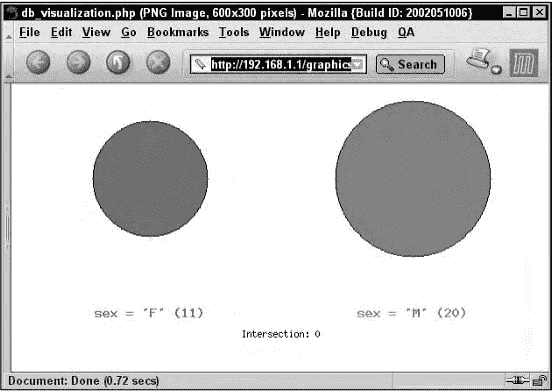 db_visualization.php (PNG Image, 600x300 pixels) - Mozilla {Build ID: 2002051006}
File Edit View Go Bookmarks Tools Window Help Debug QA
http://192.168.1.1/graphics Search
sex = "F" (11) sex = "M" (20)
Intersection: 0
Document: Done (0.72 secs)